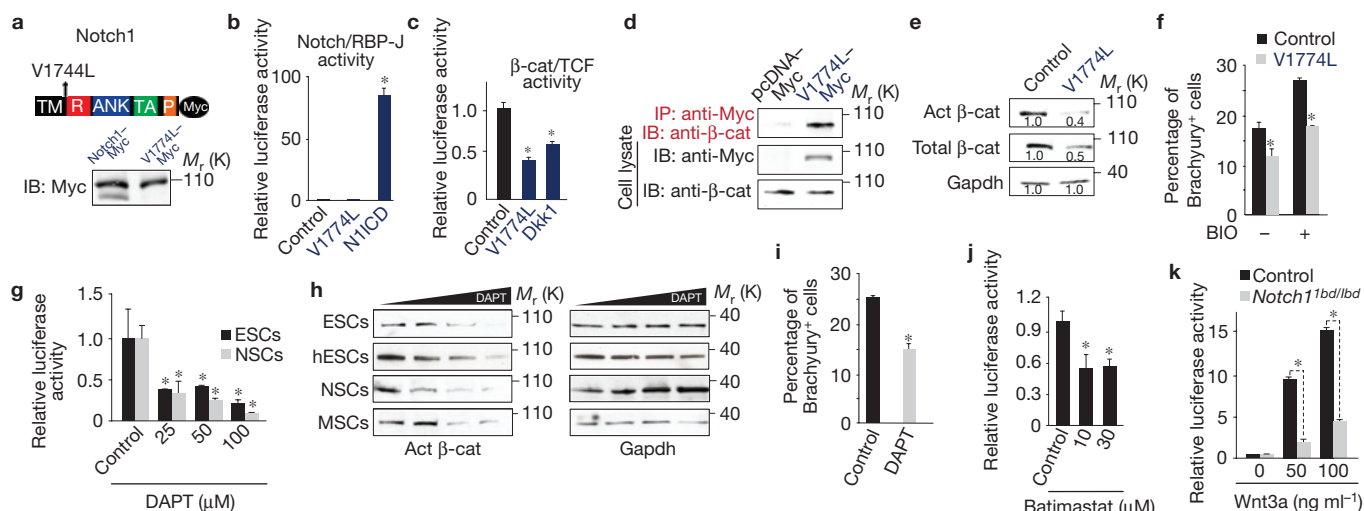 a
Notch1
V1744L
TM R ANK TA P Myc
Notch1–Myc
V1774L–Myc
Mr (K)
IB: Myc
110
b
Relative luciferase activity
Notch/RBP-J
activity
100
50
0
*
Control
V1774L
N1ICD
c
Relative luciferase activity
β-cat/TCF
activity
1.5
1.0
0.5
0
* *
Control
V1774L
Dkk1
d
pcDNA–Myc
V1774L–Myc
Mr (K)
IP: anti-Myc
IB: anti-β-cat
110
Cell lysate
IB: anti-Myc
110
IB: anti-β-cat
110
e
Control
V1774L
Mr (K)
Act β-cat
1.0 0.4
110
Total β-cat
1.0 0.5
110
Gapdh
1.0 1.0
40
f
Control
V1774L
Percentage of
Brachyury+ cells
30
20
10
0
* *
BIO – +
g
Relative luciferase
activity
1.5
1.0
0.5
0
ESCs
NSCs
* * * * * *
Control 25 50 100
DAPT (μM)
h
DAPT
Mr (K)
DAPT
Mr (K)
ESCs
110
40
hESCs
110
40
NSCs
110
40
MSCs
110
40
Act β-cat
Gapdh
i
Percentage of
Brachyury+ cells
30
20
10
0
*
Control
DAPT
j
Relative luciferase activity
1.2
0.9
0.6
0.3
0
* *
Control 10 30
Batimastat (μM)
k
Control
Notch1lbd/lbd
Relative luciferase activity
15
10
5
0
* *
0 50 100
Wnt3a (ng ml–1)